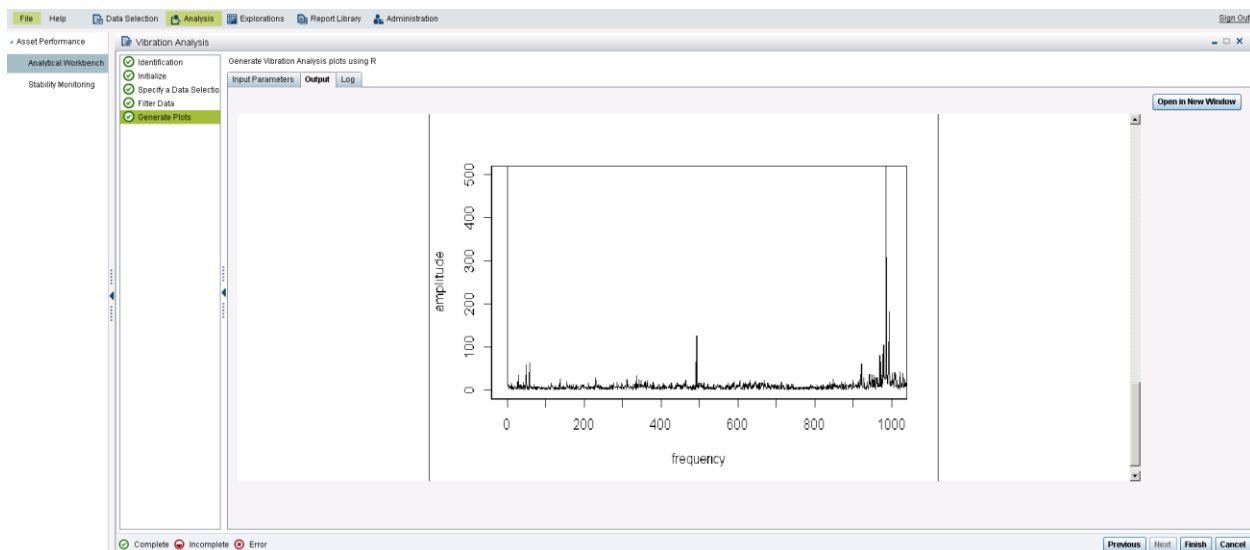 File Help Data Selection Analysis Explorations Report Library Administration Sign Out
Asset Performance
Analytical Workbench
Stability Monitoring
Vibration Analysis
Identification
Initialize
Specify a Data Selectio
Filter Data
Generate Plots
Generate Vibration Analysis plots using R
Input Parameters Output Log
Open in New Window
500
400
300
200
100
0
amplitude
0 200 400 600 800 1000
frequency
Complete Incomplete Error
Previous Next Finish Cancel